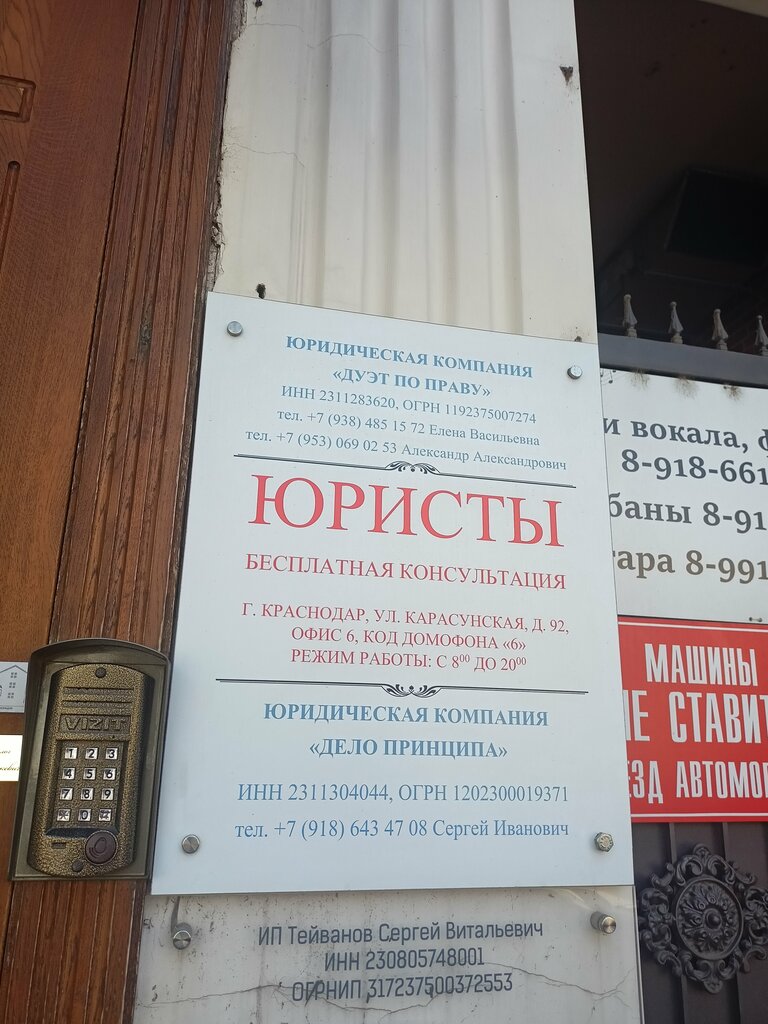 ЮРИДИЧЕСКАЯ КОМПАНИЯ
«ДУЭТ ПО ПРАВУ»
ИНН 2311283620, ОГРН 1192375007274
тел. +7 (938) 485 15 72 Елена Васильевна
тел. +7 (953) 069 02 53 Александр Александрович
ЮРИСТЫ
БЕСПЛАТНАЯ КОНСУЛЬТАЦИЯ
Г. КРАСНОДАР, УЛ. КАРАСУНСКАЯ, Д. 92,
ОФИС 6, КОД ДОМОФОНА «6»
РЕЖИМ РАБОТЫ: С 8⁰⁰ ДО 20⁰⁰
ЮРИДИЧЕСКАЯ КОМПАНИЯ
«ДЕЛО ПРИНЦИПА»
ИНН 2311304044, ОГРН 1202300019371
тел. +7 (918) 643 47 08 Сергей Иванович
ИП Тейванов Сергей Витальевич
ИНН 230805748001
ОГРНИП 317237500372553
VIZIT
1 2 3
4 5 6
7 8 9
и вокала, ф
8-918-661
баны 8-91
тара 8-991
МАШИНЫ
НЕ СТАВИТ
ЕЗД АВТОМО